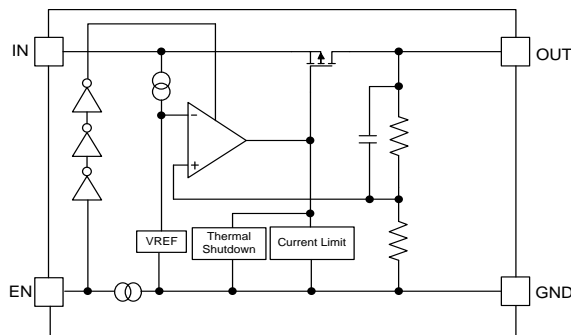 IN
OUT
−
+
VREF
Thermal
Shutdown
Current Limit
EN
GND